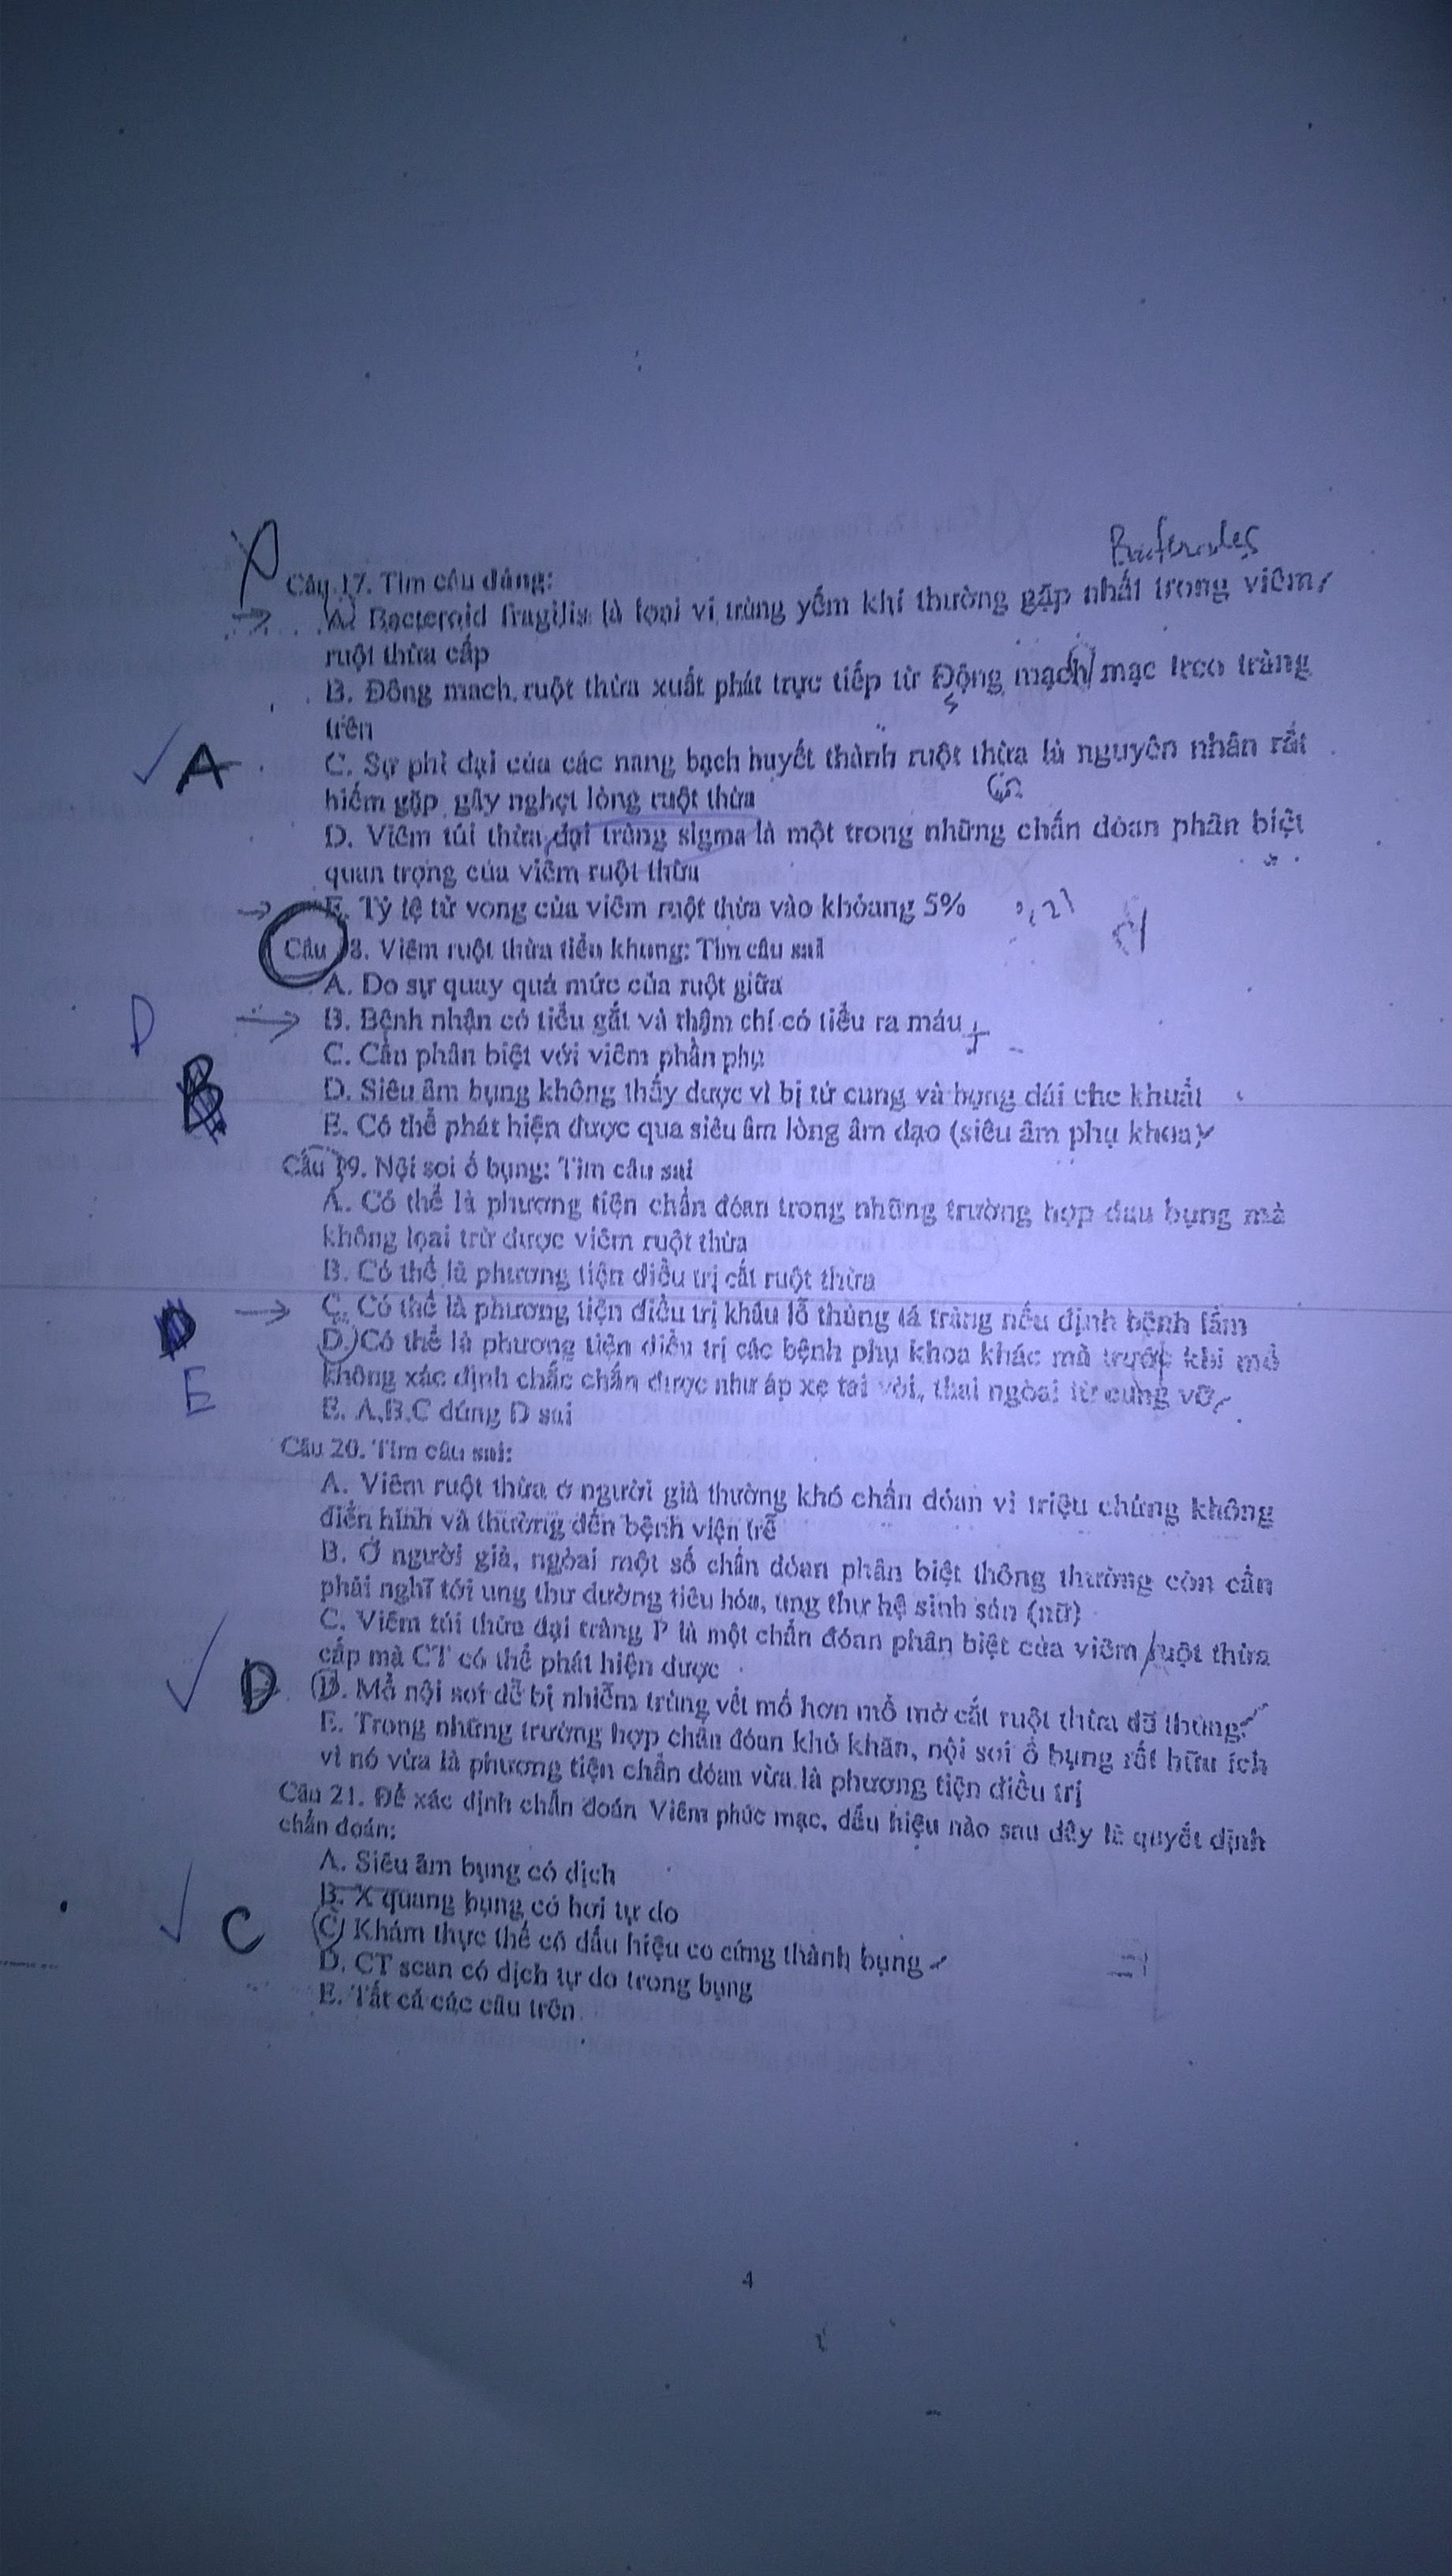 Câu 17. Tìm câu đúng:
A. Bacteroid fragilis là loại vi trùng yếm khí thường gặp nhất trong viêm
ruột thừa cấp
B. Động mạch ruột thừa xuất phát trực tiếp từ Động mạch mạc treo tràng
trên
A
C. Sự phì đại của các nang bạch huyết thành ruột thừa là nguyên nhân rất
hiếm gặp gây nghẹt lòng ruột thừa
D. Viêm túi thừa đại tràng sigma là một trong những chẩn đóan phân biệt
quan trọng của viêm ruột thừa
E. Tỷ lệ tử vong của viêm ruột thừa vào khỏang 5%
Câu 18. Viêm ruột thừa tiểu khung: Tìm câu sai
A. Do sự quay quá mức của ruột giữa
D
B. Bệnh nhận có tiểu gắt và thậm chí có tiểu ra máu
C. Cần phân biệt với viêm phần phụ
B
D. Siêu âm bụng không thấy được vì bị tử cung và bọng đái che khuất
E. Có thể phát hiện được qua siêu âm lòng âm đạo (siêu âm phụ khoa)
Câu 19. Nội soi ổ bụng: Tìm câu sai
A. Có thể là phương tiện chẩn đóan trong những trường hợp đau bụng mà
không lọai trừ được viêm ruột thừa
B. Có thể là phương tiện điều trị cắt ruột thừa
D
C. Có thể là phương tiện điều trị khâu lỗ thủng tá tràng nếu định bệnh lầm
D. Có thể là phương tiện điều trị các bệnh phụ khoa khác mà trước khi mổ
không xác định chắc chắn được như áp xe tai vòi, thai ngòai tử cung vỡ
E
E. A,B,C đúng D sai
Câu 20. Tìm câu sai:
A. Viêm ruột thừa ở người già thường khó chẩn đóan vì triệu chứng không
điển hình và thường đến bệnh viện trễ
B. Ở người già, ngòai một số chẩn đóan phân biệt thông thường còn cần
phải nghĩ tới ung thư đường tiêu hóa, ung thư hệ sinh sản (nữ)
C. Viêm túi thừa đại tràng P là một chẩn đóan phân biệt của viêm ruột thừa
cấp mà CT có thể phát hiện được
D
D. Mổ nội soi dễ bị nhiễm trùng vết mổ hơn mổ mở cắt ruột thừa đã thủng
E. Trong những trường hợp chẩn đóan khó khăn, nội soi ổ bụng rất hữu ích
vì nó vừa là phương tiện chẩn đóan vừa là phương tiện điều trị
Câu 21. Để xác định chẩn đoán Viêm phúc mạc, dấu hiệu nào sau đây là quyết định
chẩn đoán:
A. Siêu âm bụng có dịch
B. X quang bụng có hơi tự do
C
C. Khám thực thể có dấu hiệu co cứng thành bụng
D. CT scan có dịch tự do trong bụng
E. Tất cả các câu trên
4